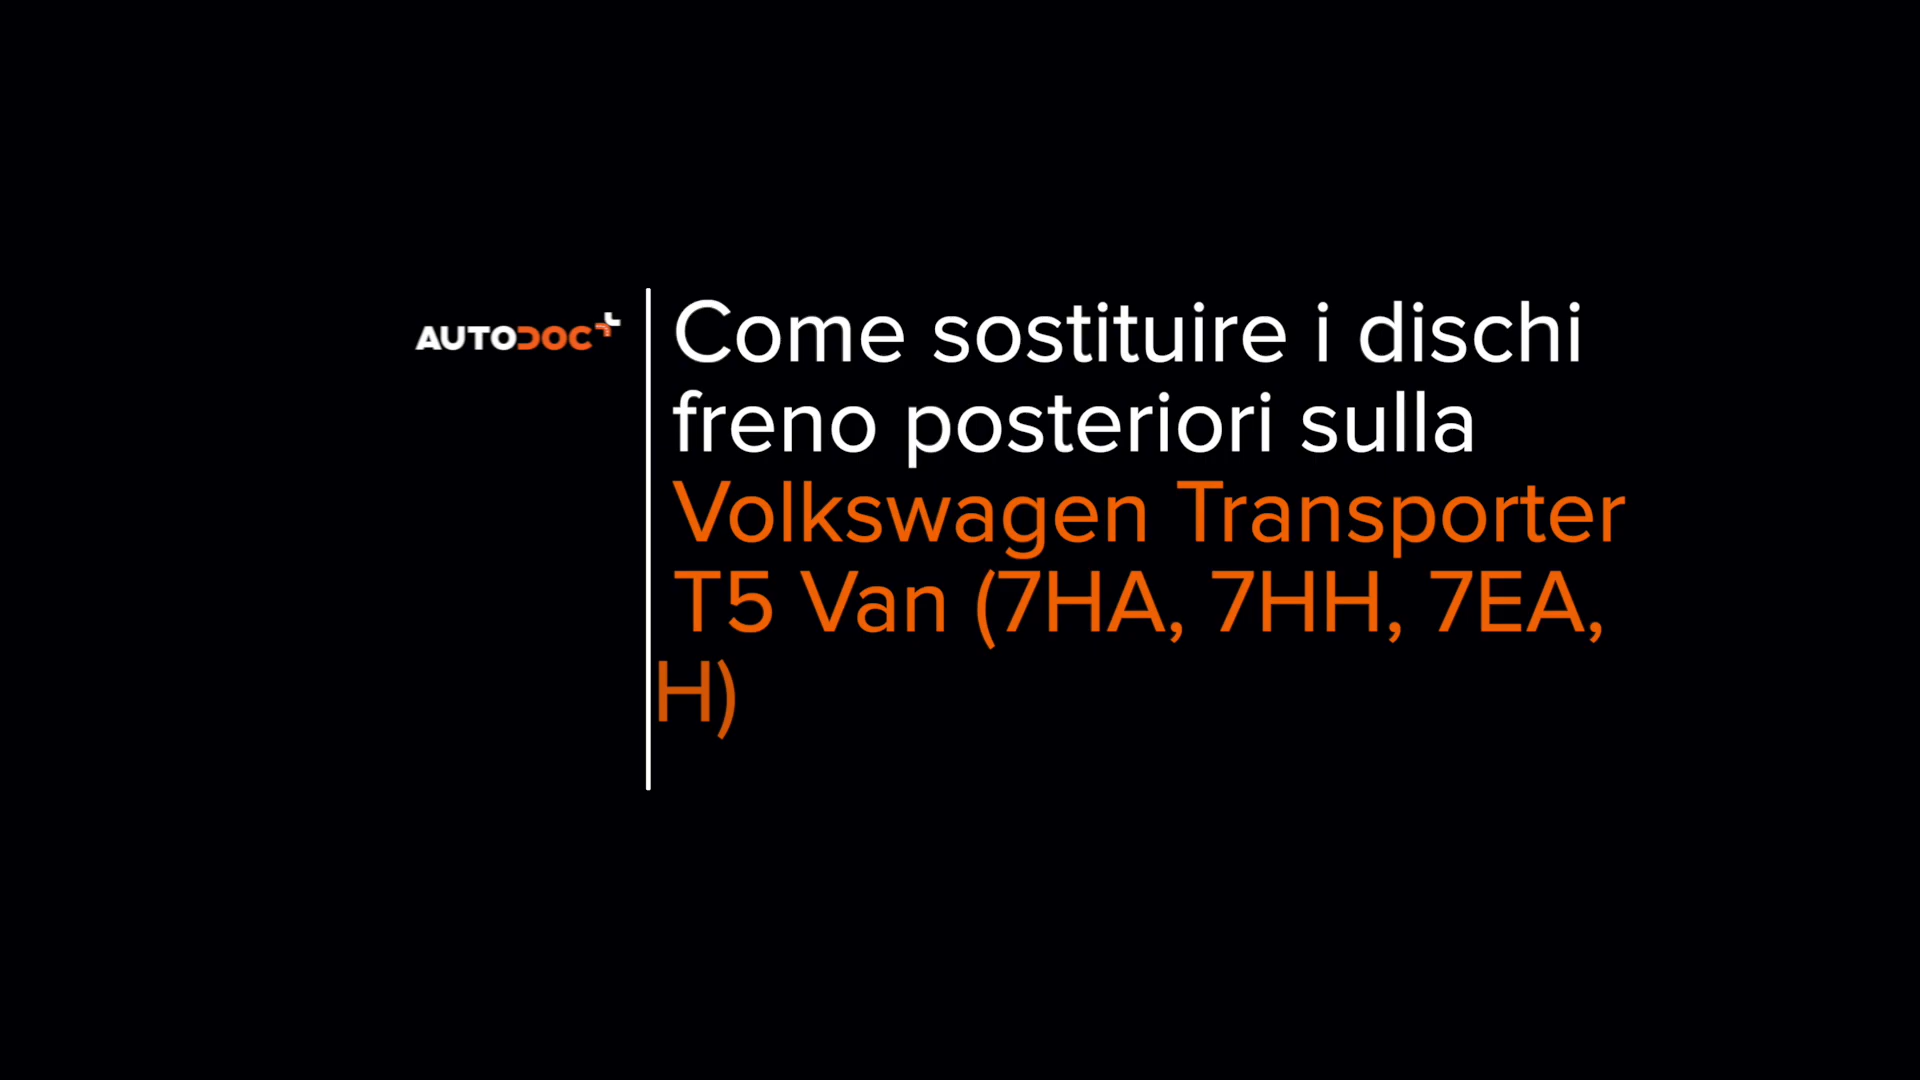 AUTODOC
Come sostituire i dischi
freno posteriori sulla
Volkswagen Transporter
T5 Van (7HA, 7HH, 7EA,
H)